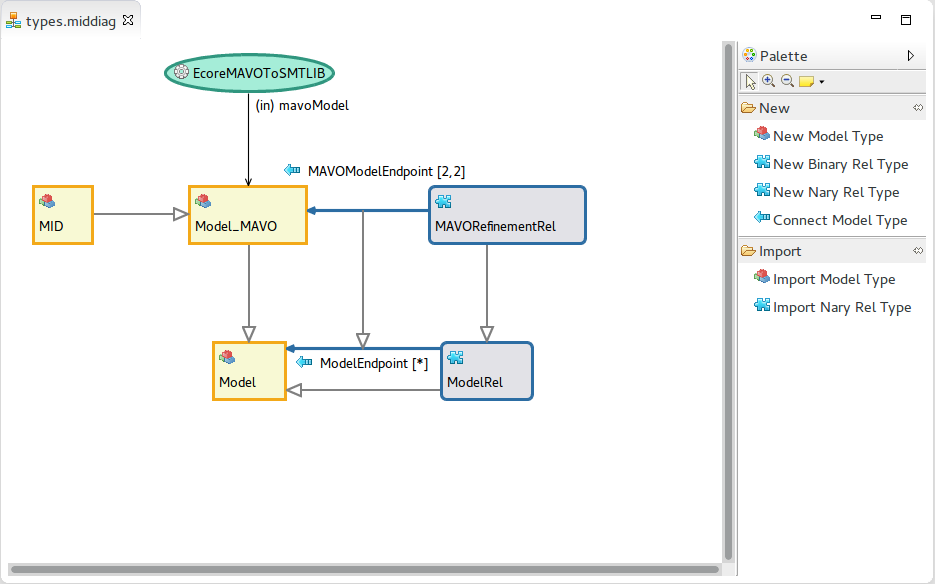 types.middiag
EcoreMAVOToSMTLIB
(in) mavoModel
MAVOModelEndpoint [2,2]
MID
Model_MAVO
MAVORefinementRel
ModelEndpoint [*]
Model
ModelRel
Palette
New
New Model Type
New Binary Rel Type
New Nary Rel Type
Connect Model Type
Import
Import Model Type
Import Nary Rel Type